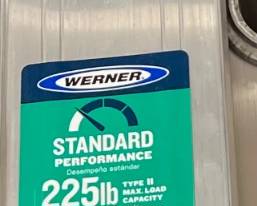 WERNER
STANDARD
PERFORMANCE
Desempeño estándar
225lb
TYPE II
MAX. LOAD
CAPACITY